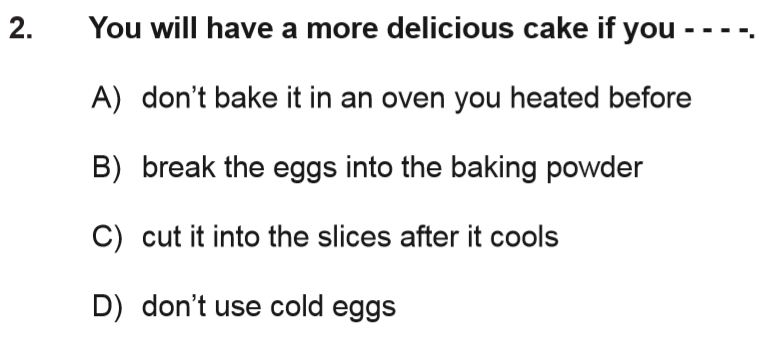 2. You will have a more delicious cake if you - - - -.
A) don't bake it in an oven you heated before
B) break the eggs into the baking powder
C) cut it into the slices after it cools
D) don't use cold eggs